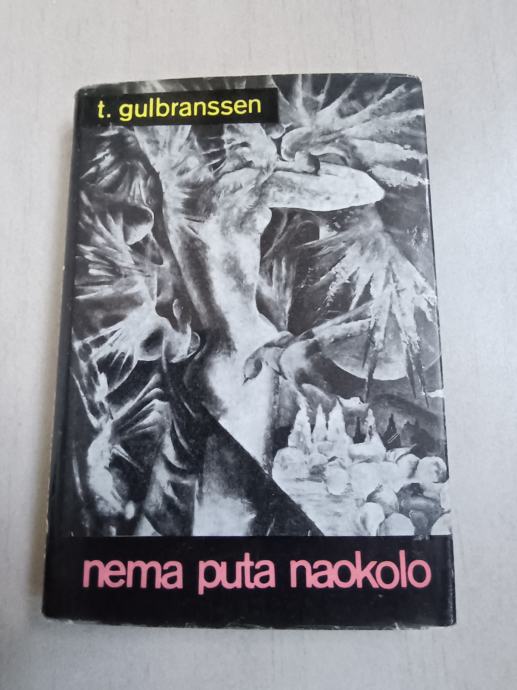 t. gulbranssen
nema puta naokolo